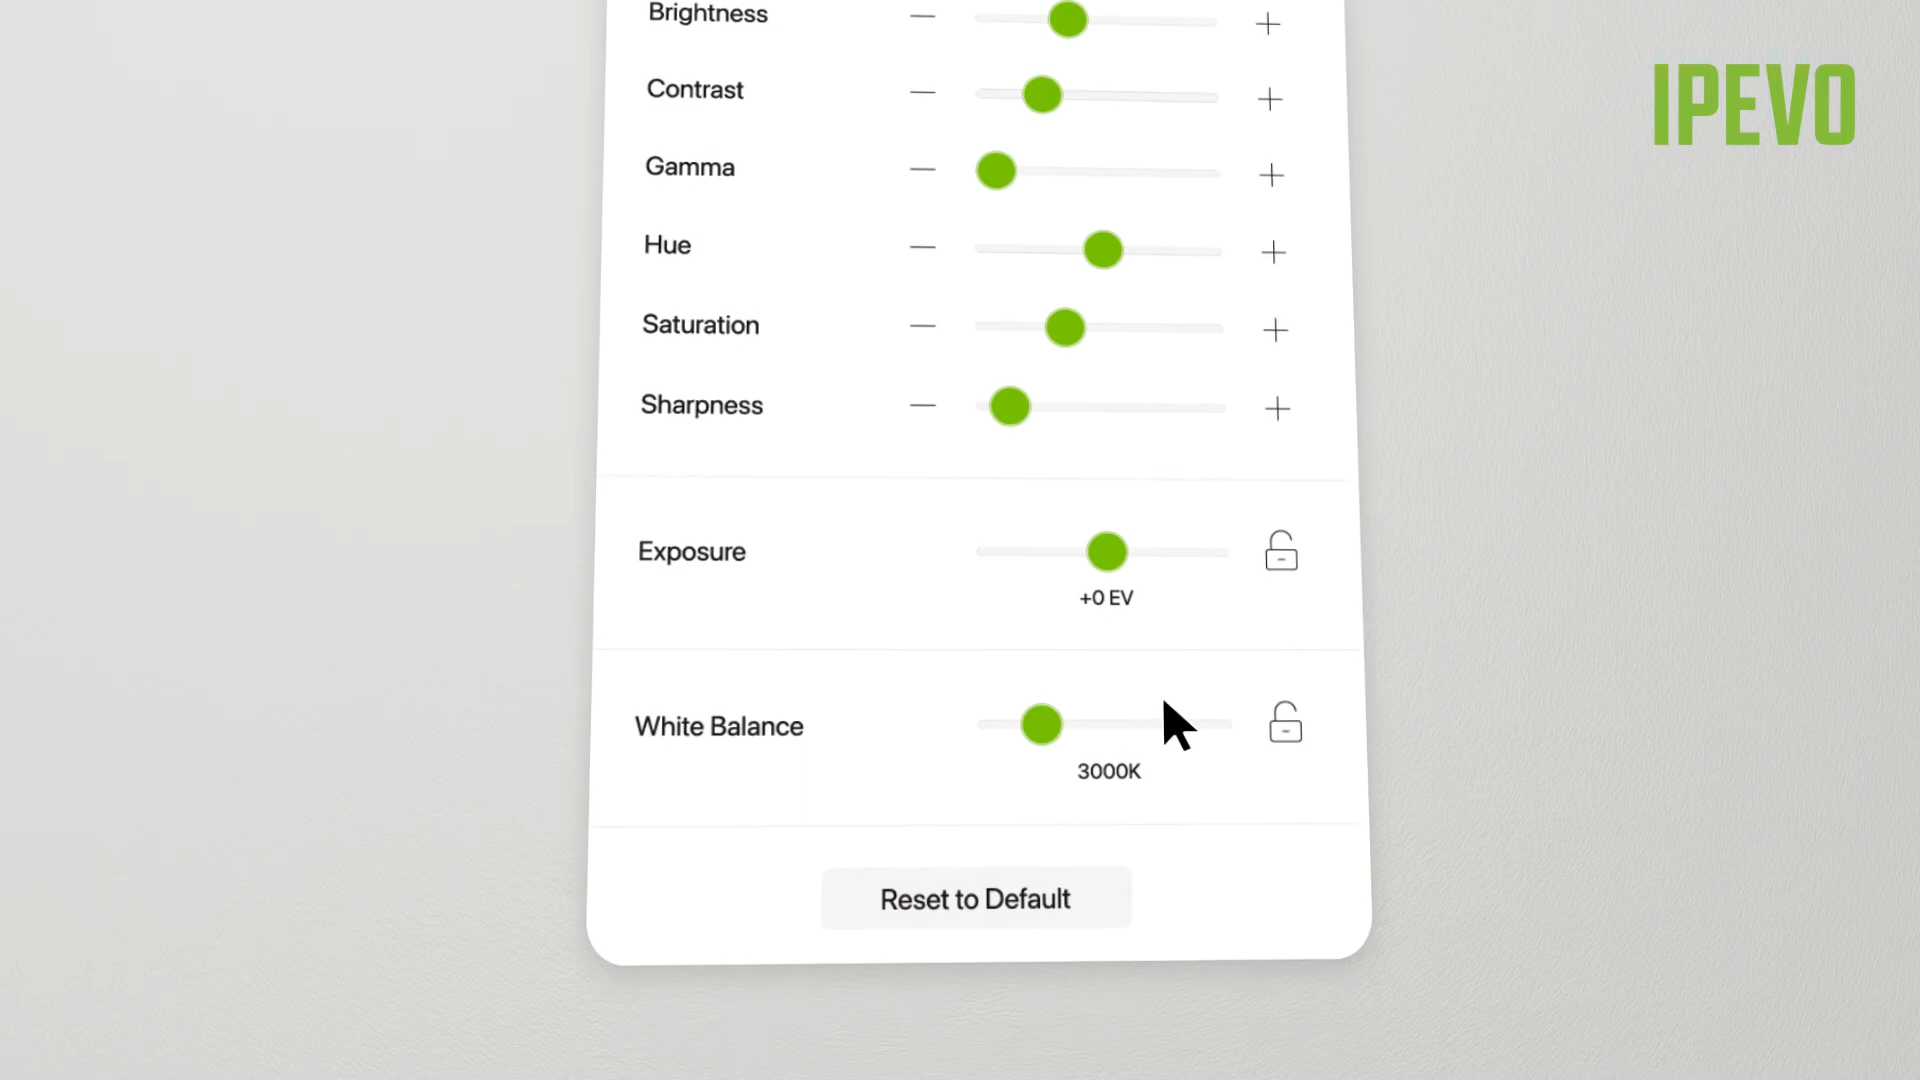 Brightness
IPEVO
Contrast
Gamma
Hue
Saturation
Sharpness
Exposure
+0 EV
White Balance
3000K
Reset to Default